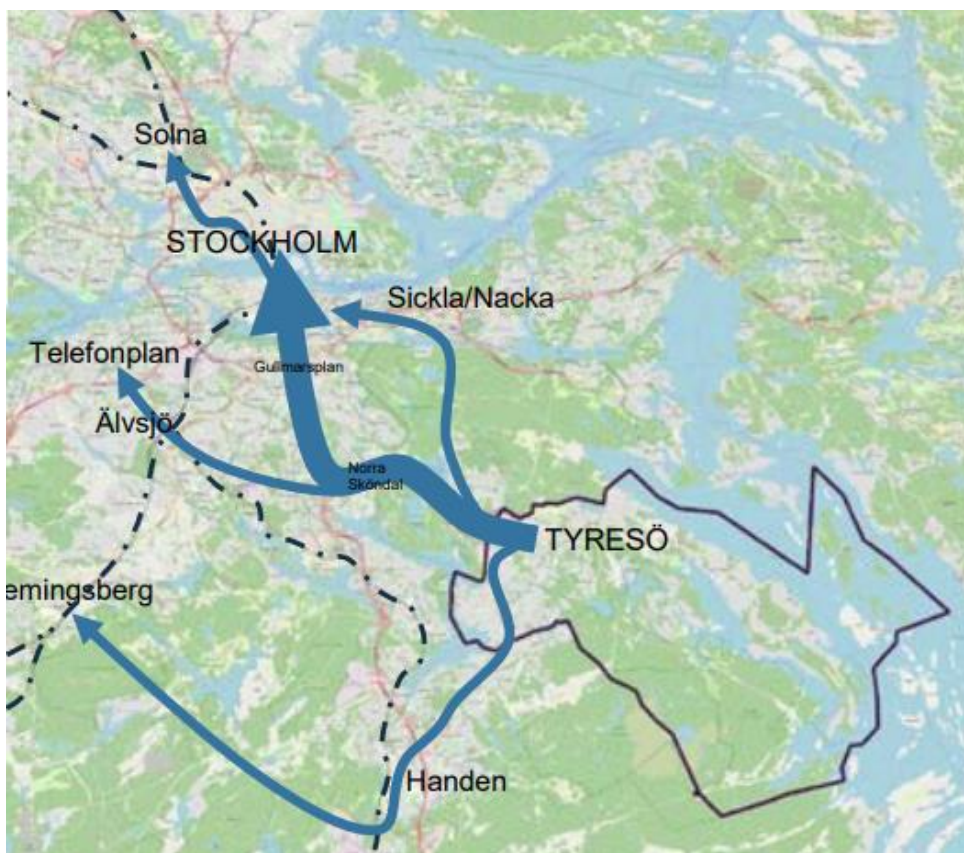 Solna
STOCKHOLM
Sickla/Nacka
Telefonplan
Gullmarsplan
Älvsjö
Norra
Sköndal
TYRESÖ
emingsberg
Handen